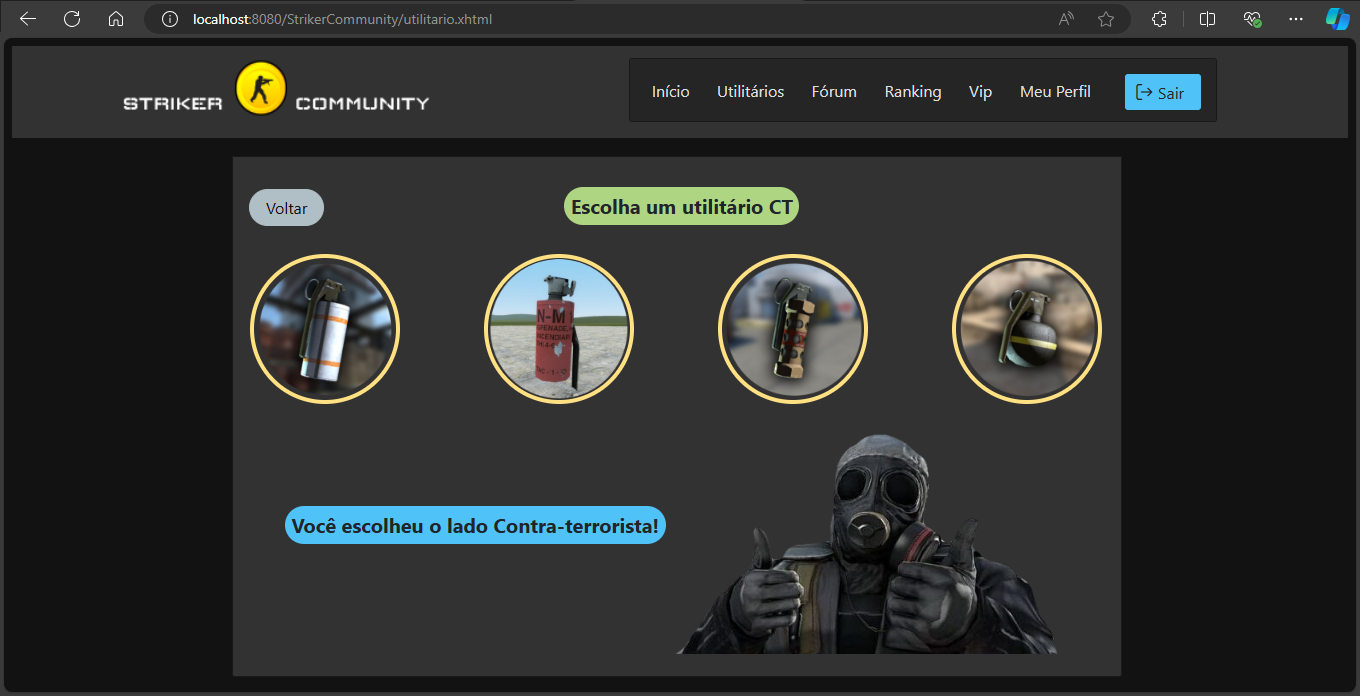 localhost:8080/StrikerCommunity/utilitario.xhtml
STRIKER COMMUNITY
Início Utilitários Fórum Ranking Vip Meu Perfil Sair
Voltar
Escolha um utilitário CT
N-M
Você escolheu o lado Contra-terrorista!